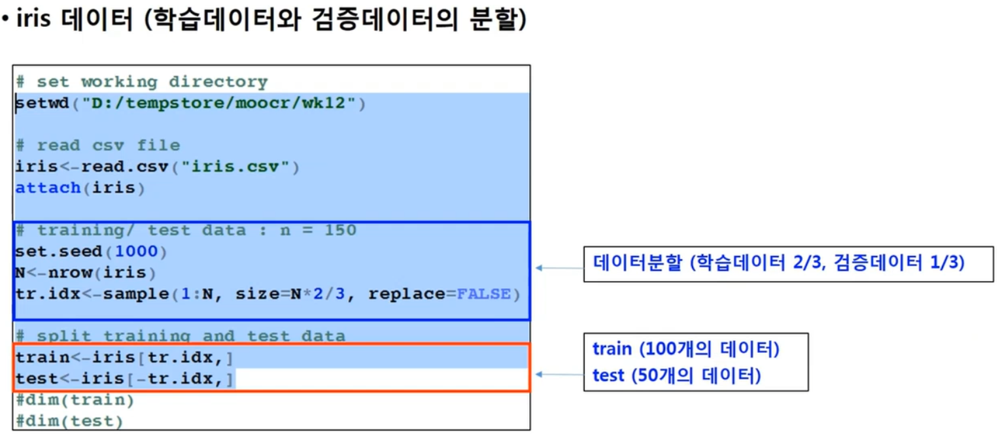 • iris 데이터 (학습데이터와 검증데이터의 분할)
# set working directory
setwd("D:/tempstore/moocr/wk12")
# read csv file
iris<-read.csv("iris.csv")
attach(iris)
# training/ test data : n = 150
set.seed(1000)
N<-nrow(iris)
tr.idx<-sample(1:N, size=N*2/3, replace=FALSE)
데이터분할 (학습데이터 2/3, 검증데이터 1/3)
# split training and test data
train<-iris[tr.idx,]
test<-iris[-tr.idx,]
train (100개의 데이터)
test (50개의 데이터)
#dim(train)
#dim(test)